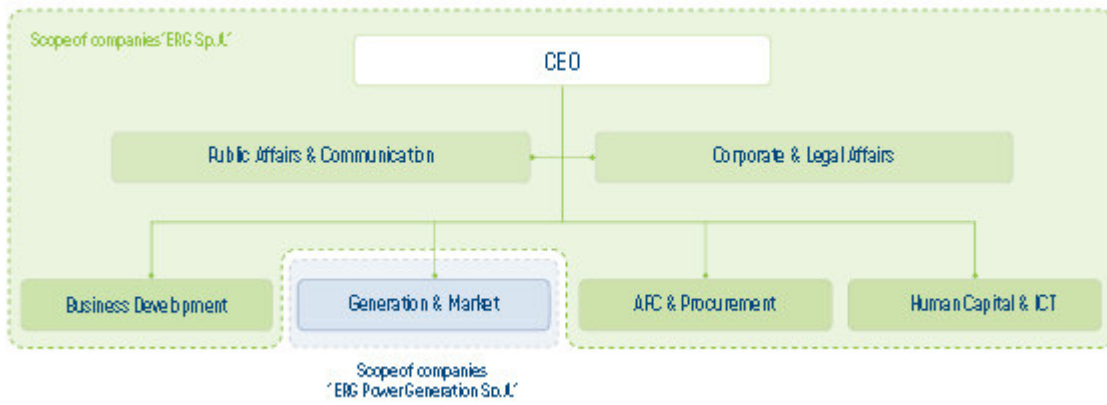 Scope of companies "ERG S.p.A."
CEO
Public Affairs & Communication
Corporate & Legal Affairs
Business Development
Generation & Market
AFC & Procurement
Human Capital & ICT
Scope of companies
"ERG Power Generation S.p.A."